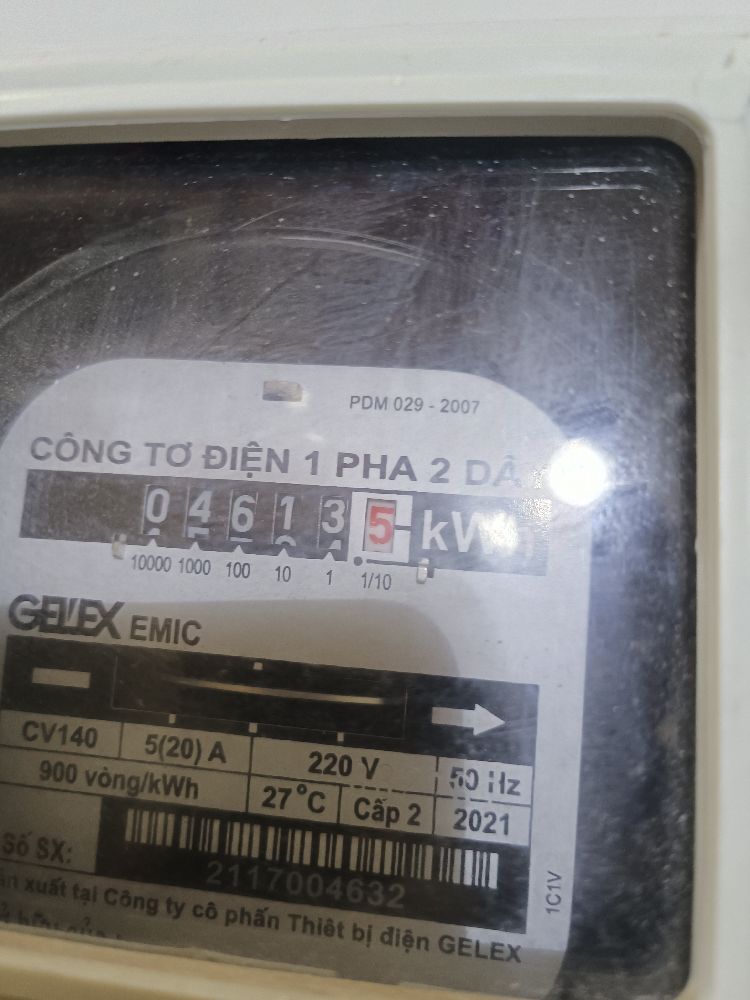 PDM 029 - 2007
CÔNG TƠ ĐIỆN 1 PHA 2 DÂ
0 4 6 1 3 5 kWh
10000 1000 100 10 1 1/10
GELEX EMIC
CV140 5(20) A 220 V 50 Hz
900 vòng/kWh 27°C Cấp 2 2021
Số SX:
2117004632
xuất tại Công ty cổ phần Thiết bị điện GELEX
1C1V